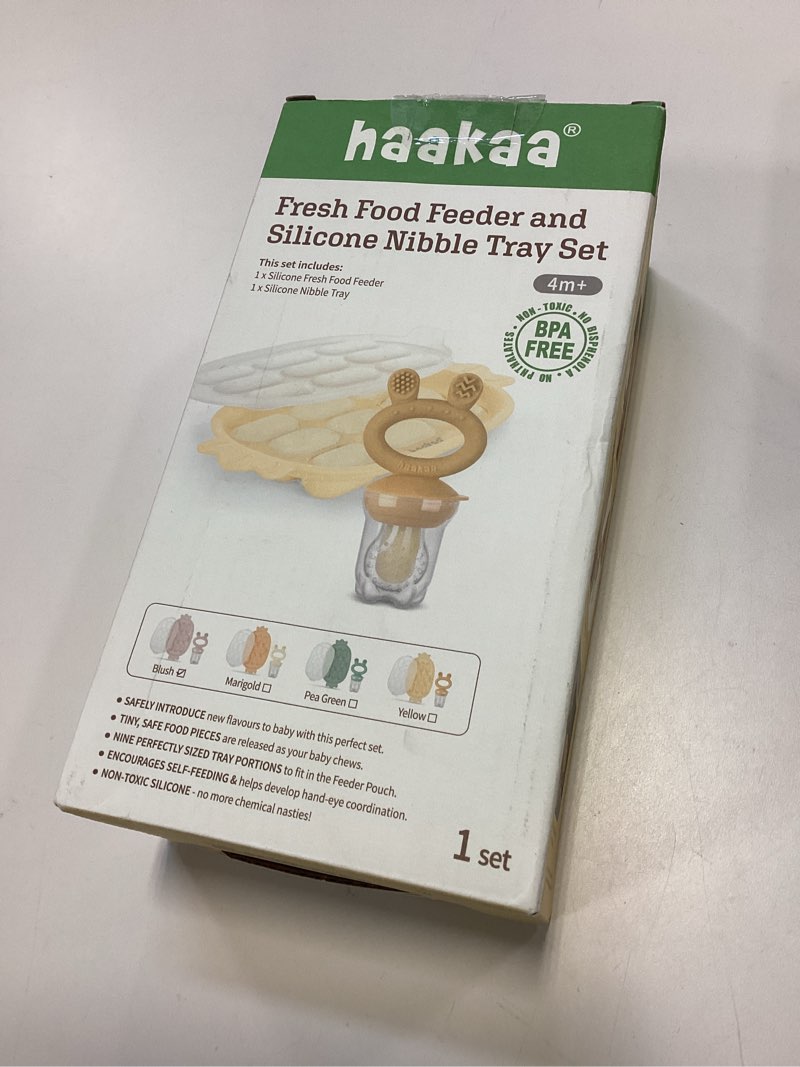 haakaa®
Fresh Food Feeder and
Silicone Nibble Tray Set
This set includes:
1 x Silicone Fresh Food Feeder
1 x Silicone Nibble Tray
4m+
NON-TOXIC • NO BISPHENOLA • NO PHTHALATES •
BPA
FREE
haakaa
Blush ☑
Marigold ☐
Pea Green ☐
Yellow ☐
• SAFELY INTRODUCE new flavours to baby with this perfect set.
• TINY, SAFE FOOD PIECES are released as your baby chews.
• NINE PERFECTLY SIZED TRAY PORTIONS to fit in the Feeder Pouch.
• ENCOURAGES SELF-FEEDING & helps develop hand-eye coordination.
• NON-TOXIC SILICONE - no more chemical nasties!
1 set